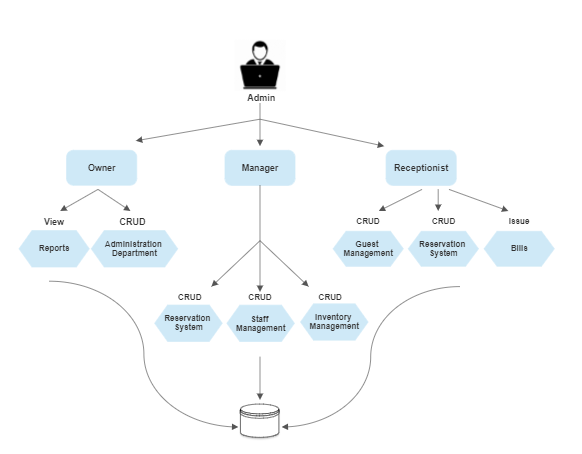 Admin
Owner
Manager
Receptionist
View
CRUD
CRUD
CRUD
Issue
Reports
Administration
Department
Guest
Management
Reservation
System
Bills
CRUD
CRUD
CRUD
Reservation
System
Staff
Management
Inventory
Management